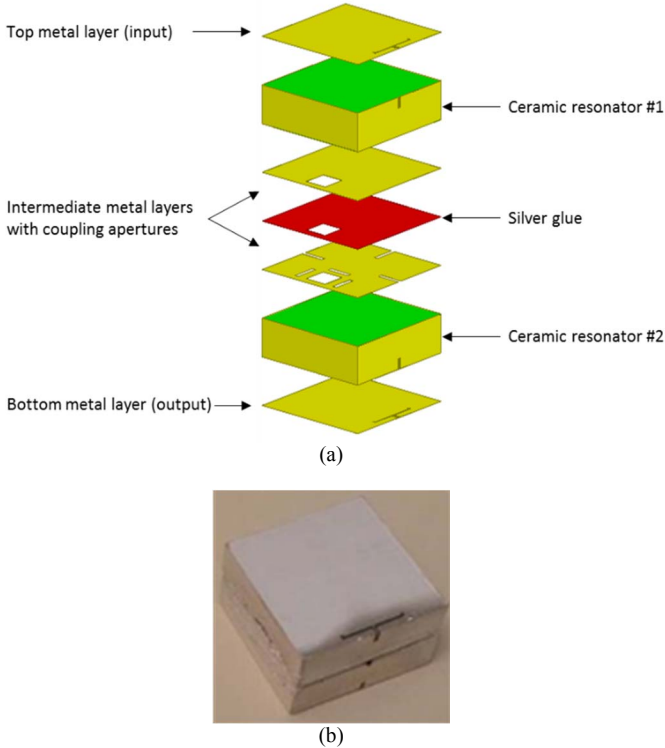 Top metal layer (input)
Ceramic resonator #1
Intermediate metal layers
with coupling apertures
Silver glue
Ceramic resonator #2
Bottom metal layer (output)
(a)
(b)